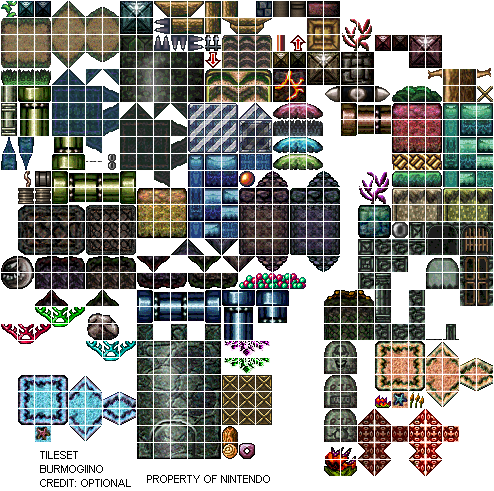 TILESET
BURMOGIINO
CREDIT: OPTIONAL
PROPERTY OF NINTENDO